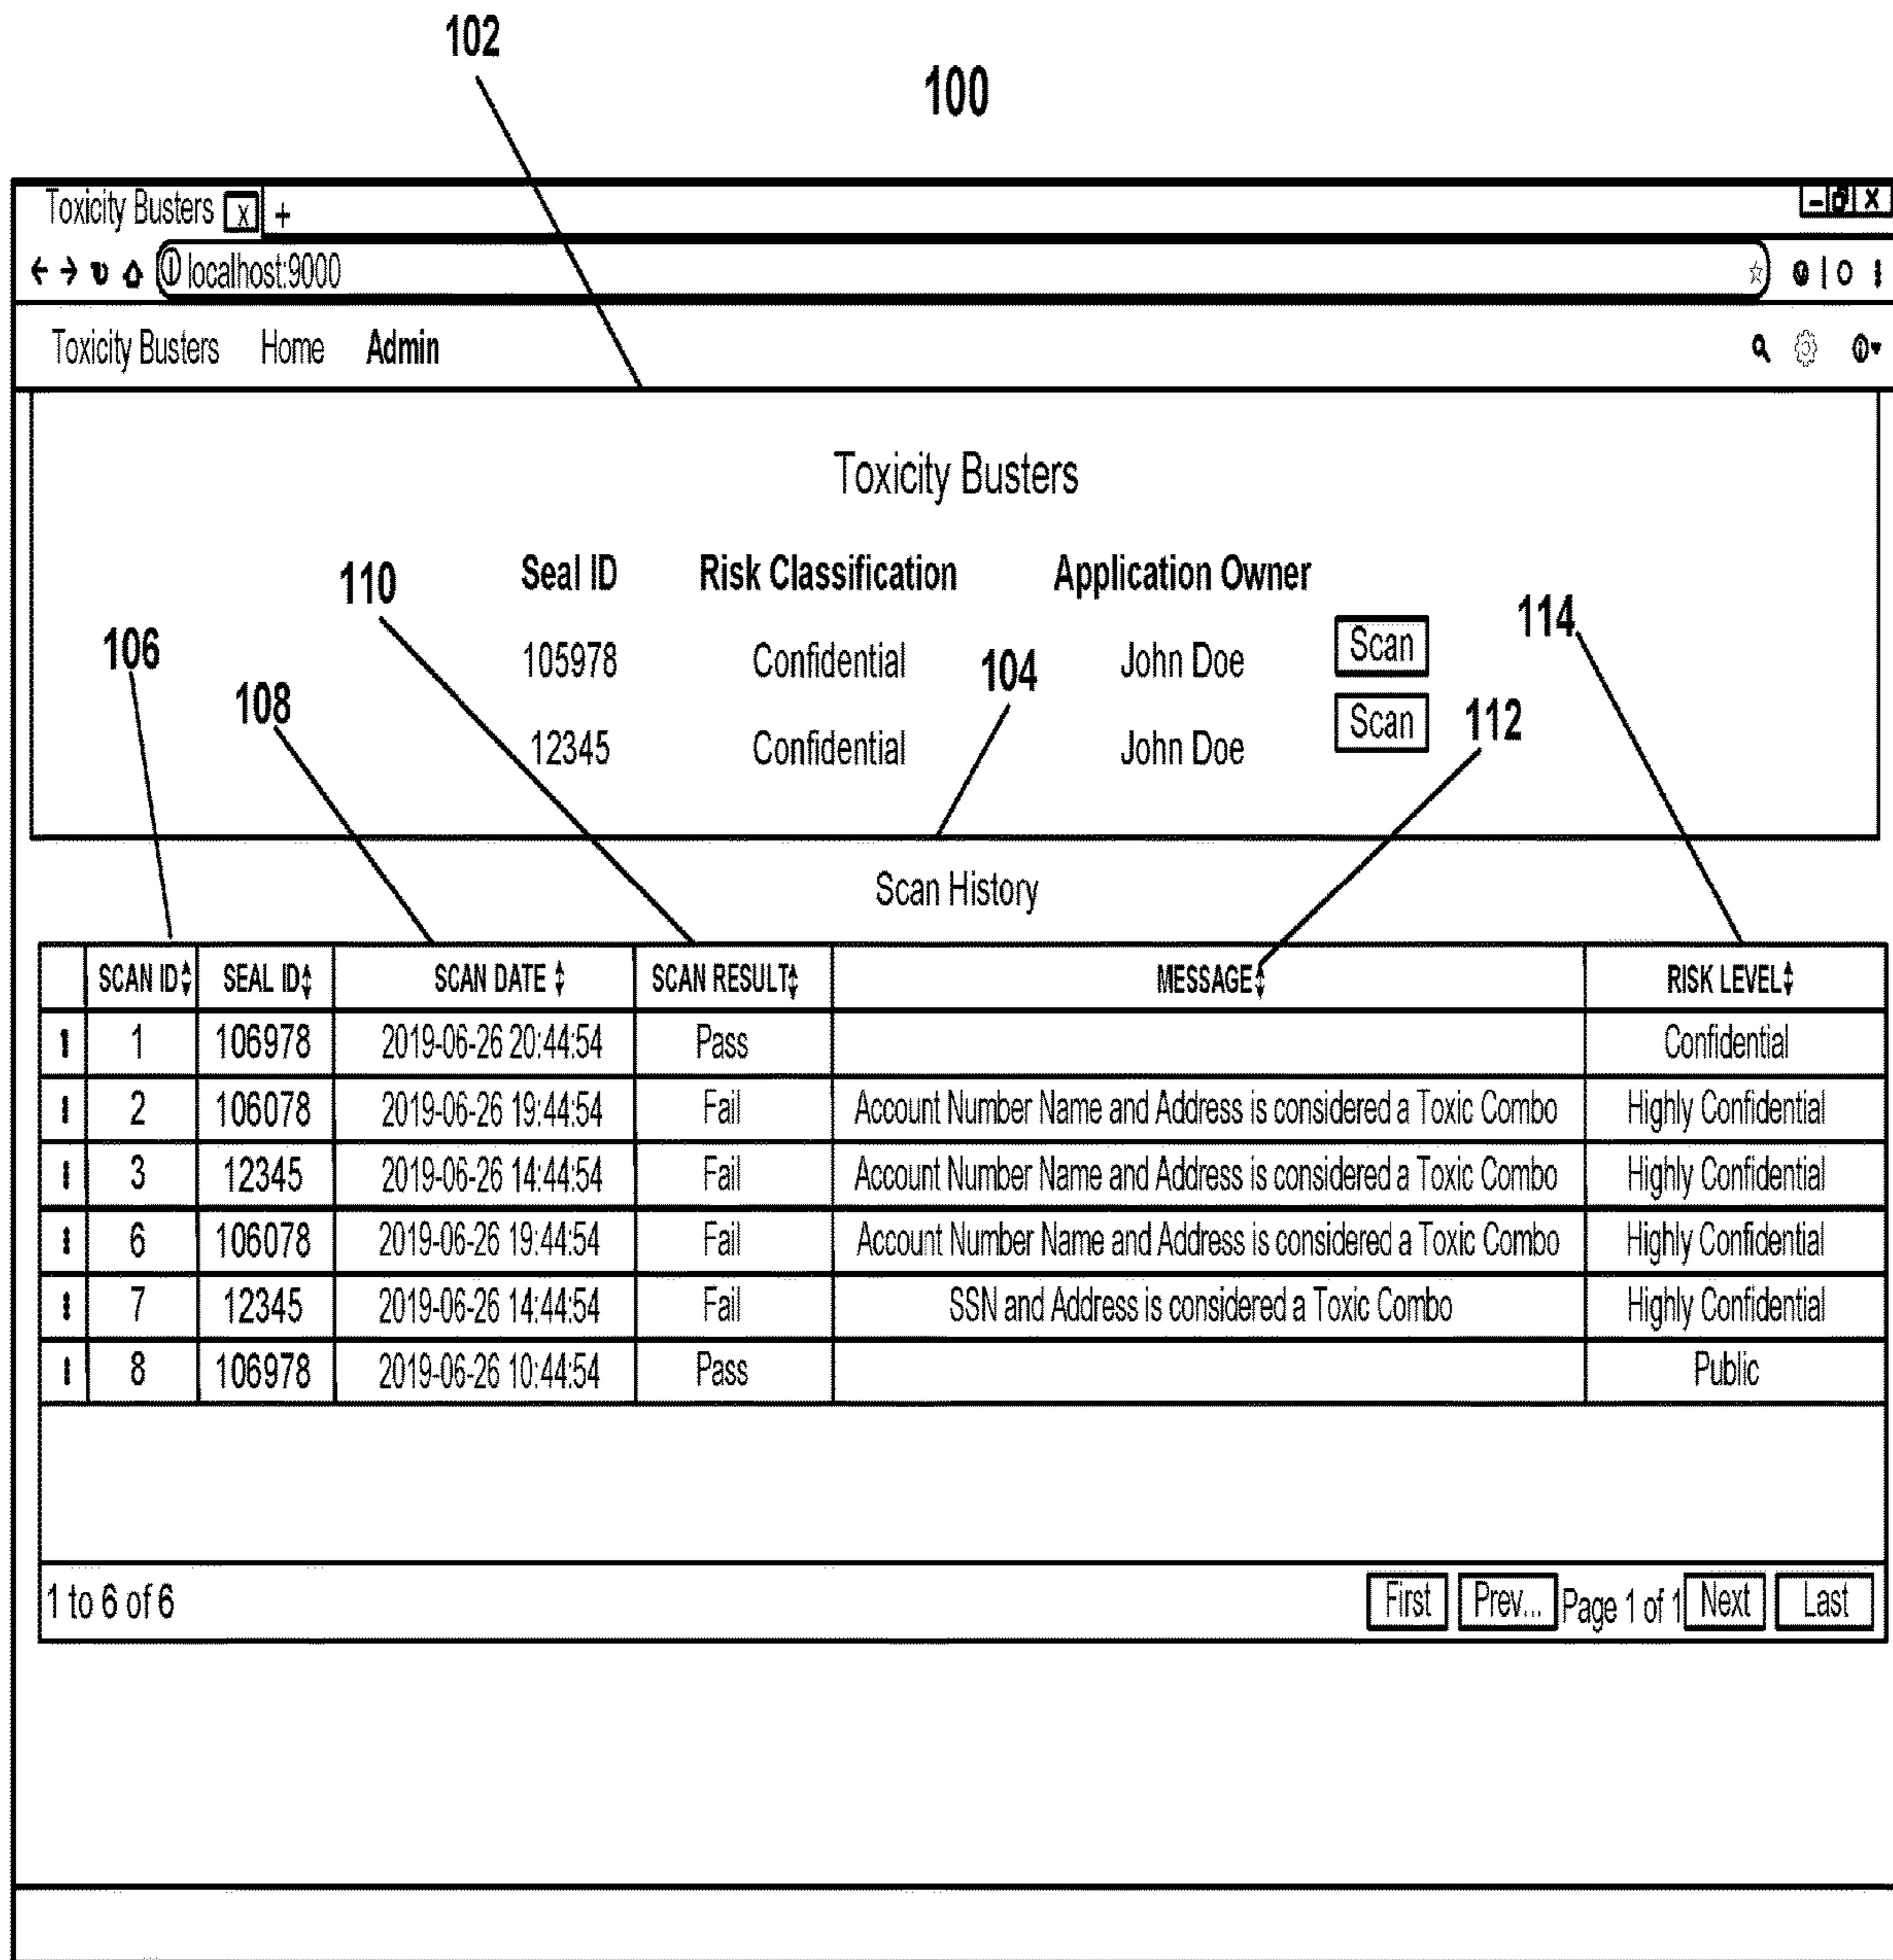 102
100
Toxicity Busters x +
localhost:9000
Toxicity Busters Home Admin
Toxicity Busters
110 Seal ID Risk Classification Application Owner
106 105978 Confidential 104 John Doe Scan 114
108 12345 Confidential John Doe Scan 112
Scan History
SCAN ID SEAL ID SCAN DATE SCAN RESULT MESSAGE RISK LEVEL
1 106978 2019-06-26 20:44:54 Pass Confidential
2 106078 2019-06-26 19:44:54 Fail Account Number Name and Address is considered a Toxic Combo Highly Confidential
3 12345 2019-06-26 14:44:54 Fail Account Number Name and Address is considered a Toxic Combo Highly Confidential
6 106078 2019-06-26 19:44:54 Fail Account Number Name and Address is considered a Toxic Combo Highly Confidential
7 12345 2019-06-26 14:44:54 Fail SSN and Address is considered a Toxic Combo Highly Confidential
8 106978 2019-06-26 10:44:54 Pass Public
1 to 6 of 6 First Prev... Page 1 of 1 Next Last